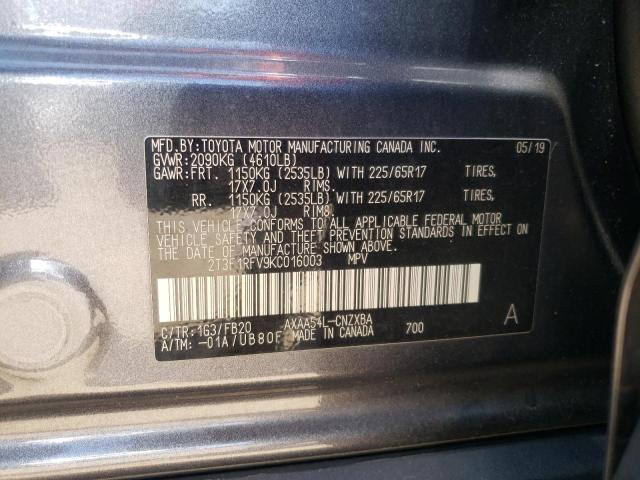 MFD.BY:TOYOTA MOTOR MANUFACTURING CANADA INC. 05/19
GVWR:2090KG (4610LB)
GAWR:FRT. 1150KG (2535LB) WITH 225/65R17 TIRES,
17X7.0J RIMS.
RR. 1150KG (2535LB) WITH 225/65R17 TIRES,
17X7.0J RIMS.
THIS VEHICLE CONFORMS TO ALL APPLICABLE FEDERAL MOTOR
VEHICLE SAFETY AND THEFT PREVENTION STANDARDS IN EFFECT ON
THE DATE OF MANUFACTURE SHOWN ABOVE.
2T3F1RFV9KC016003 MPV
C/TR:1G3/FB20 AXAA54L-CNZXBA 700 A
A/TM: -01A/UB80F MADE IN CANADA